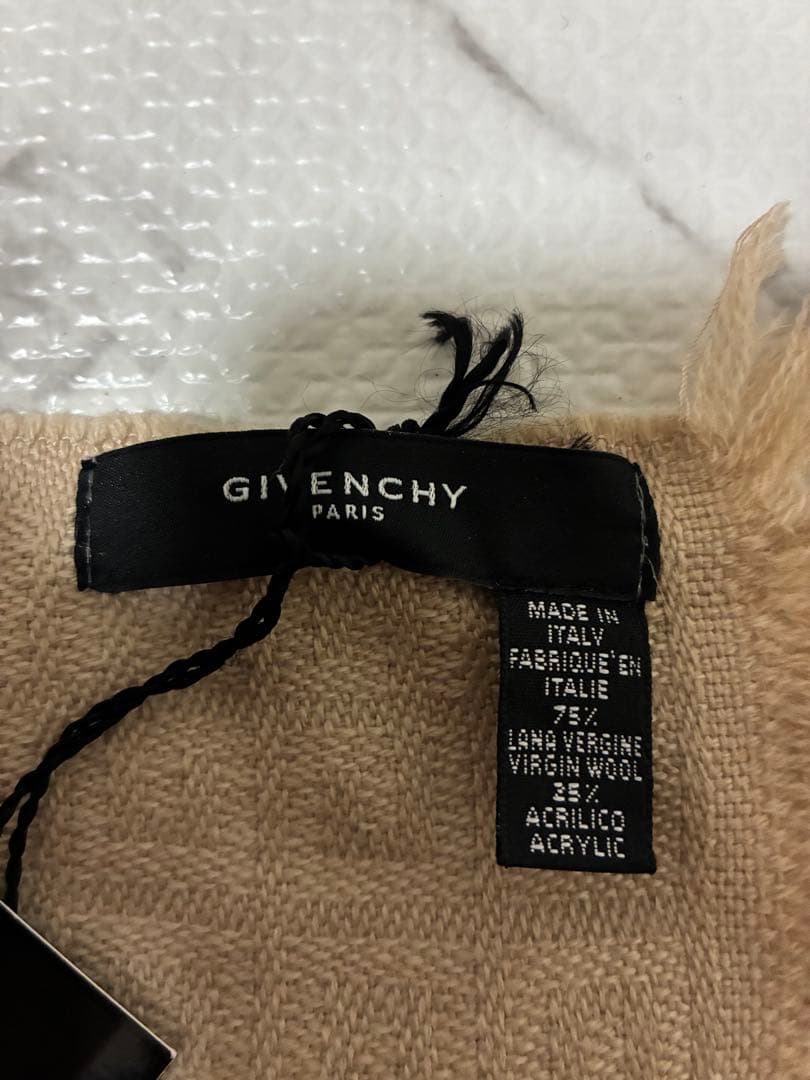 GIVENCHY
PARIS
MADE IN
ITALY
FABRIQUE'EN
ITALIE
75%
LANA VERGINE
VIRGIN WOOL
25%
ACRILICO
ACRYLIC